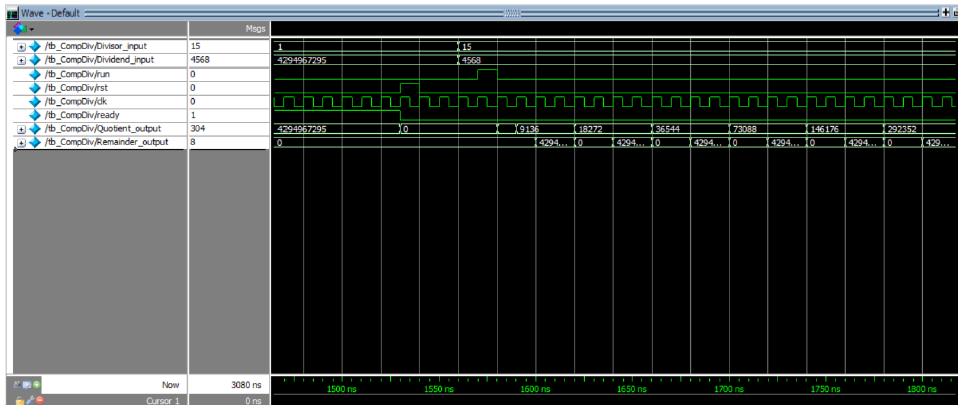 Wave - Default
Msgs
/tb_CompDiv/Divisor_input 15 1 15
/tb_CompDiv/Dividend_input 4568 4294967295 4568
/tb_CompDiv/run 0
/tb_CompDiv/rst 0
/tb_CompDiv/clk 0
/tb_CompDiv/ready 1
/tb_CompDiv/Quotient_output 304 4294967295 0 9136 18272 36544 73088 146176 292352
/tb_CompDiv/Remainder_output 8 0 4294... 0 4294... 0 4294... 0 4294... 0 4294... 0 429...
Now 3080 ns 1500 ns 1550 ns 1600 ns 1650 ns 1700 ns 1750 ns 1800 ns
Cursor 1 0 ns